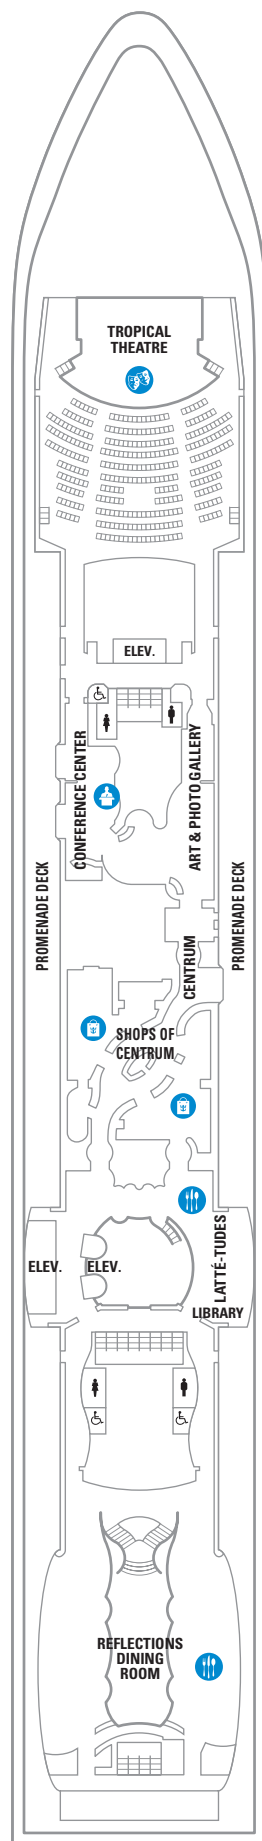 TROPICAL
THEATRE
ELEV.
CONFERENCE CENTER
ART & PHOTO GALLERY
PROMENADE DECK
PROMENADE DECK
CENTRUM
SHOPS OF
CENTRUM
LATTÉ-TUDES
ELEV.
ELEV.
LIBRARY
REFLECTIONS
DINING
ROOM